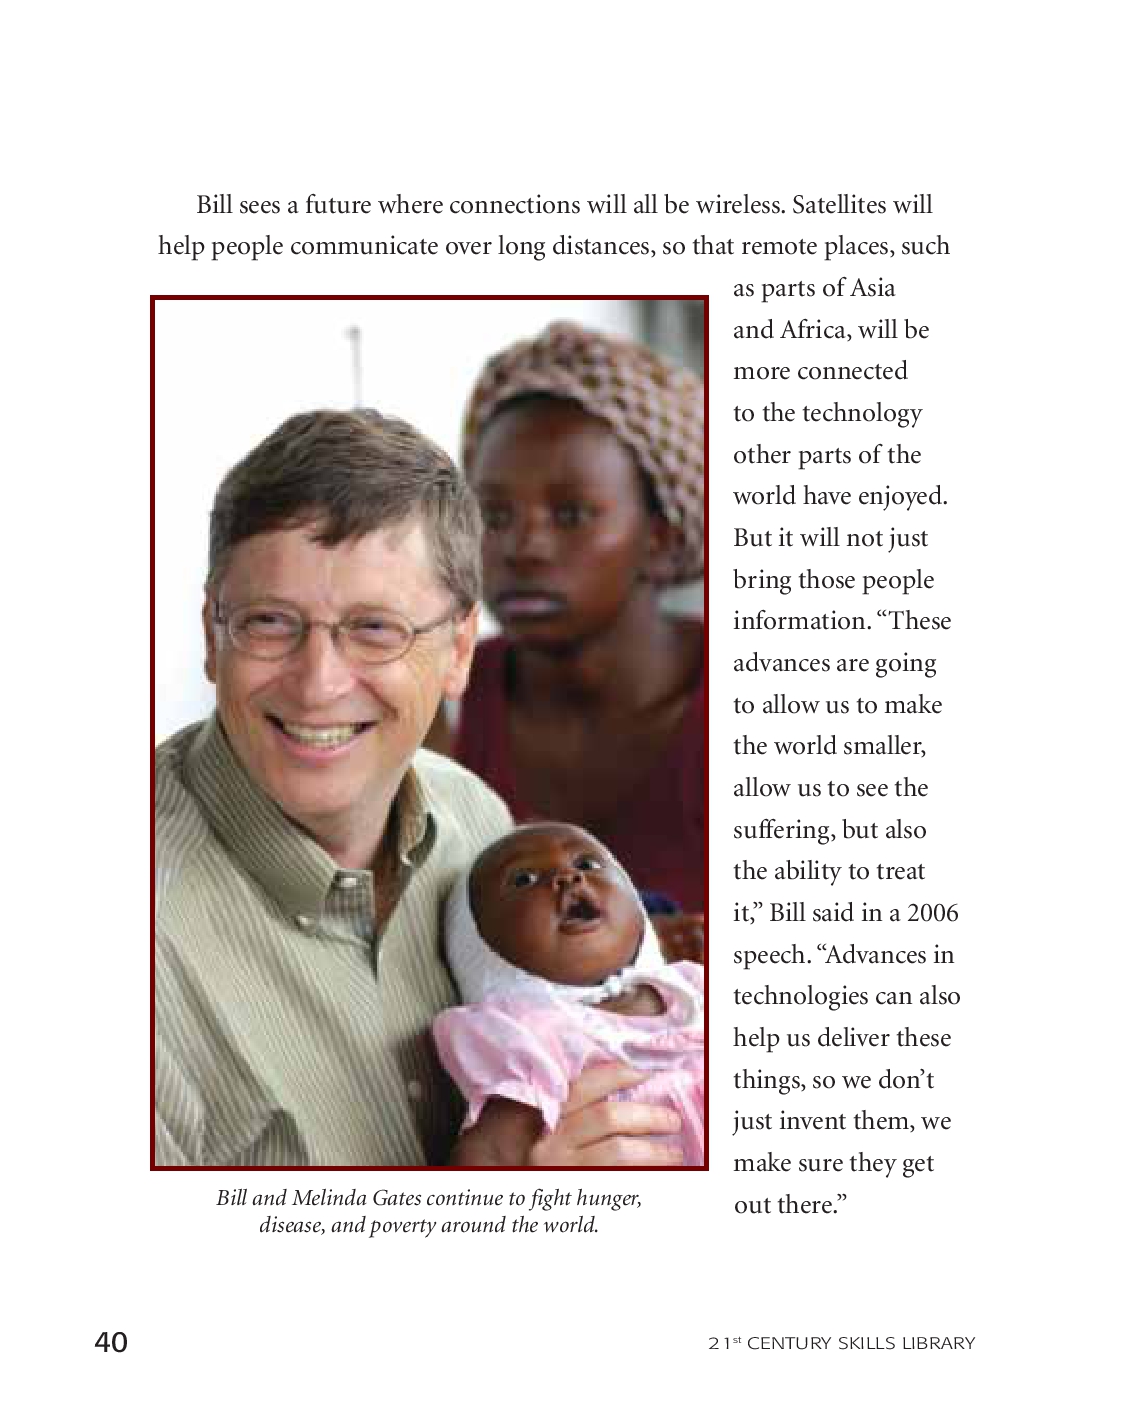 Bill sees a future where connections will all be wireless. Satellites will
help people communicate over long distances, so that remote places, such
as parts of Asia
and Africa, will be
more connected
to the technology
other parts of the
world have enjoyed.
But it will not just
bring those people
information. “These
advances are going
to allow us to make
the world smaller,
allow us to see the
suffering, but also
the ability to treat
it,” Bill said in a 2006
speech. “Advances in
technologies can also
help us deliver these
things, so we don’t
just invent them, we
make sure they get
out there.”
Bill and Melinda Gates continue to fight hunger,
disease, and poverty around the world.
40
21st CENTURY SKILLS LIBRARY